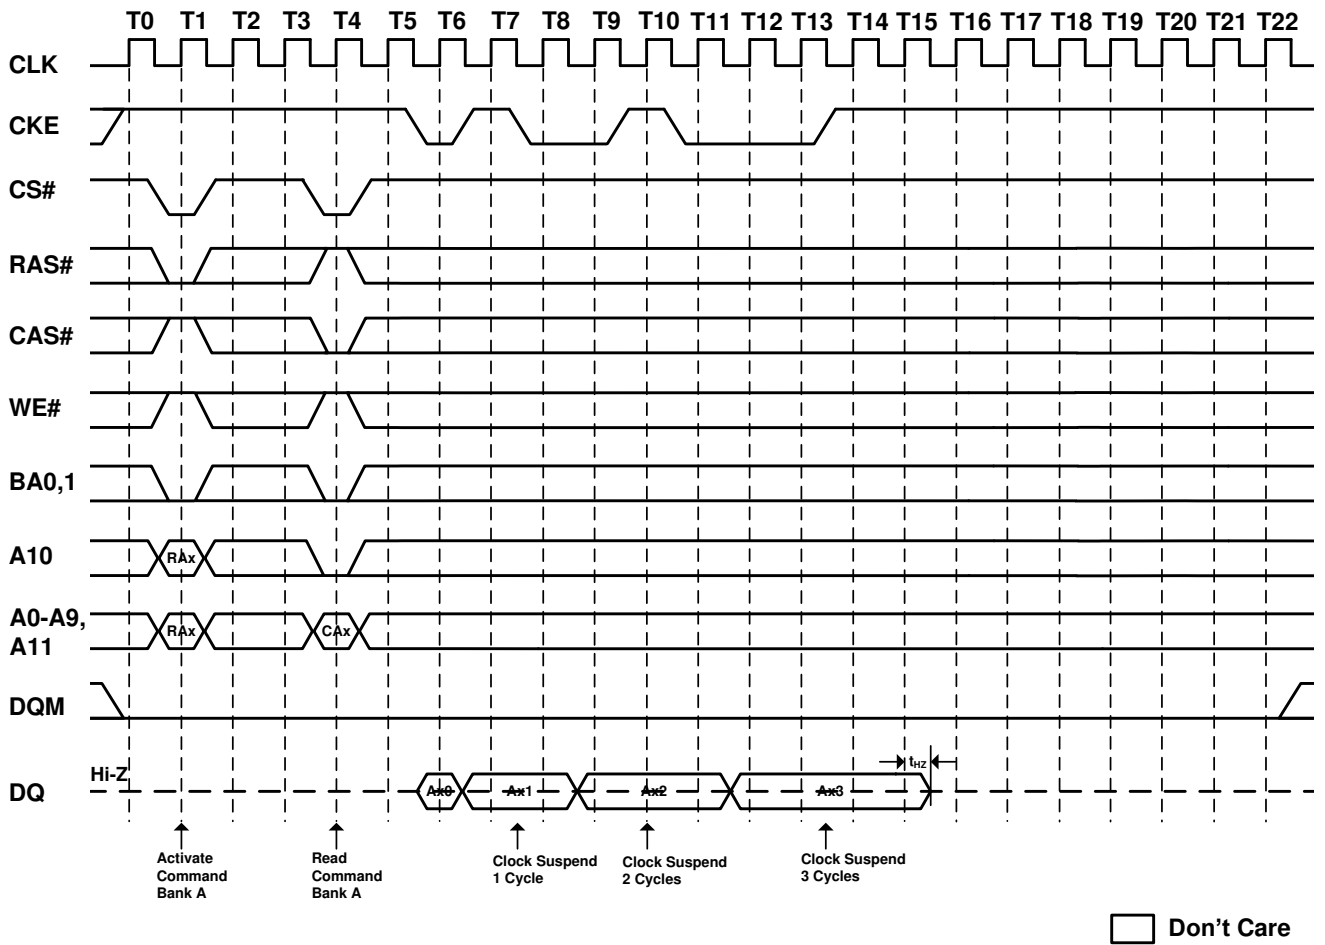 T0 T1 T2 T3 T4 T5 T6 T7 T8 T9 T10 T11 T12 T13 T14 T15 T16 T17 T18 T19 T20 T21 T22
CLK
CKE
CS#
RAS#
CAS#
WE#
BA0,1
A10
RAx
A0-A9,
A11
RAx CAx
DQM
Hi-Z
tHZ
DQ
Ax0 Ax1 Ax2 Ax3
Activate
Command
Bank A
Read
Command
Bank A
Clock Suspend
1 Cycle
Clock Suspend
2 Cycles
Clock Suspend
3 Cycles
Don't Care